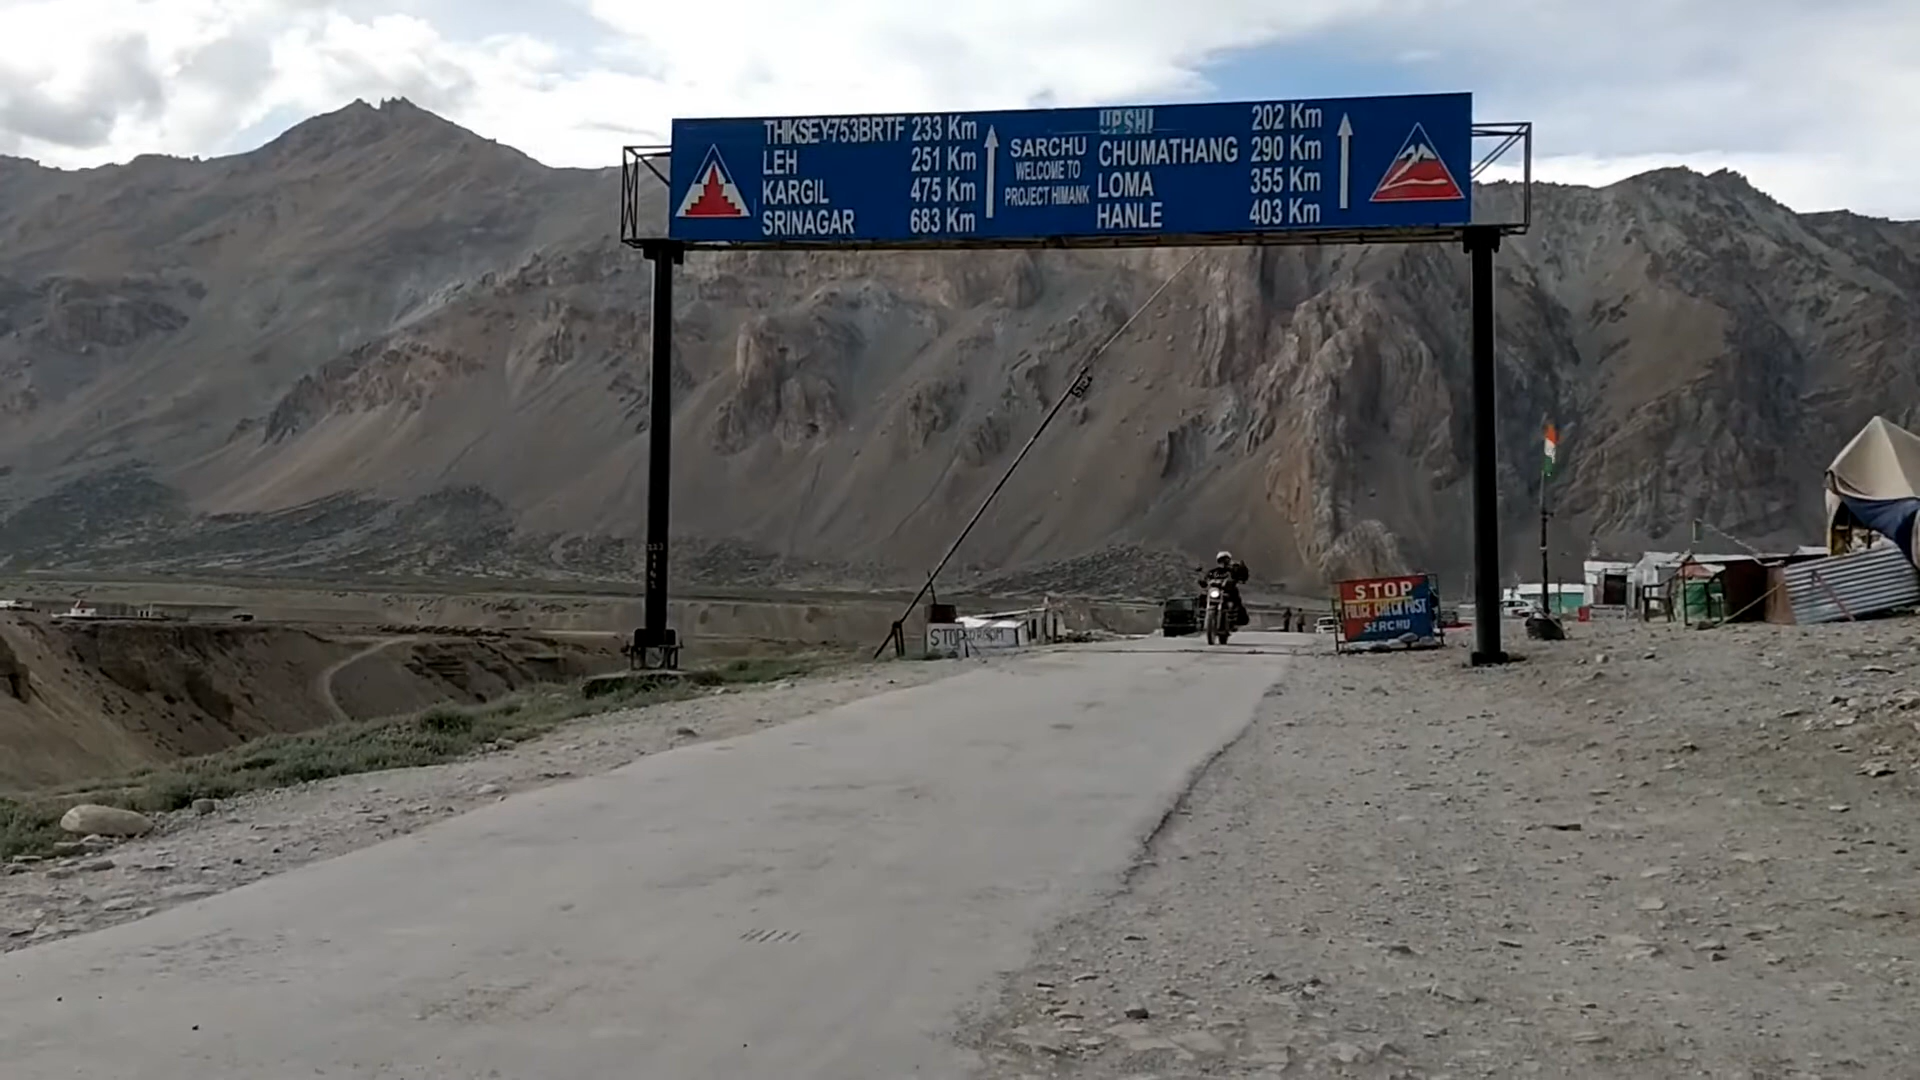 THIKSEY-753BRTF 233 Km
LEH 251 Km
KARGIL 475 Km
SRINAGAR 683 Km
SARCHU
WELCOME TO
PROJECT HIMANK
UPSHI 202 Km
CHUMATHANG 290 Km
LOMA 355 Km
HANLE 403 Km
STOP
STOP
POLICE CHECK POST
SERCHU